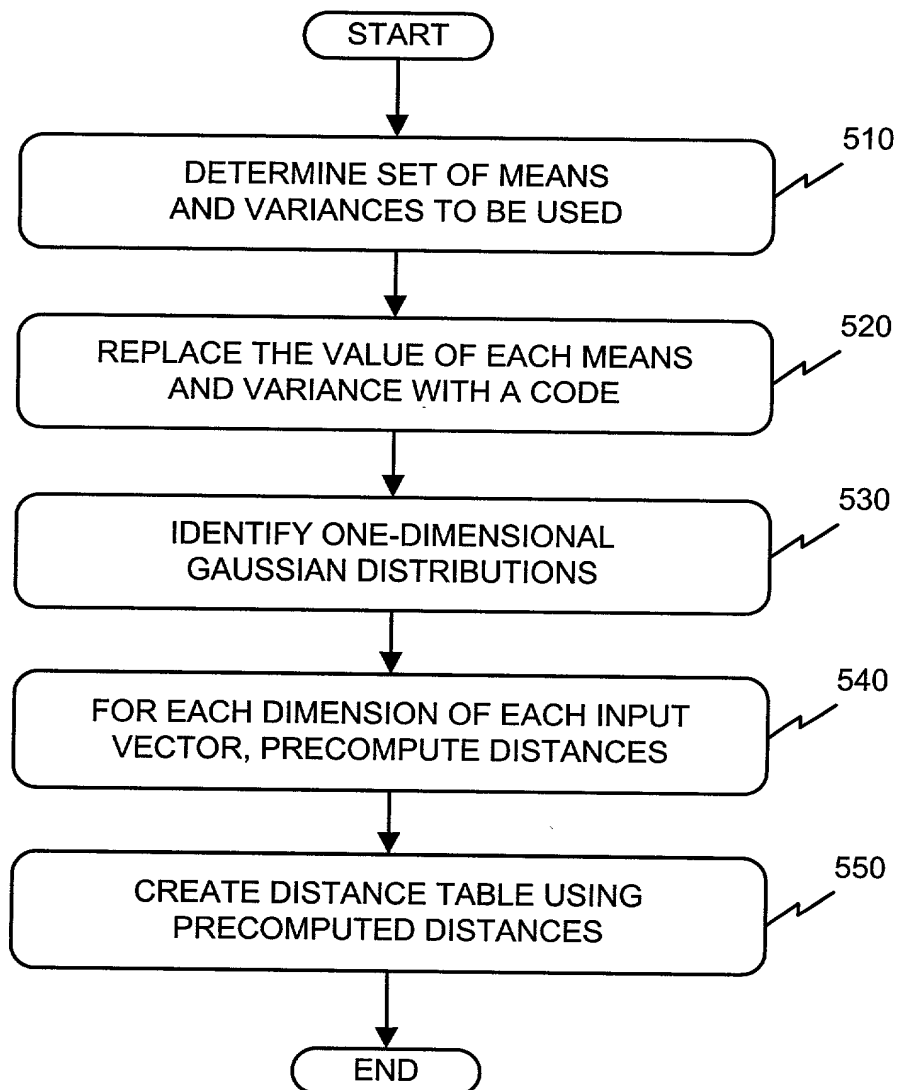 START
510
DETERMINE SET OF MEANS
AND VARIANCES TO BE USED
520
REPLACE THE VALUE OF EACH MEANS
AND VARIANCE WITH A CODE
530
IDENTIFY ONE-DIMENSIONAL
GAUSSIAN DISTRIBUTIONS
540
FOR EACH DIMENSION OF EACH INPUT
VECTOR, PRECOMPUTE DISTANCES
550
CREATE DISTANCE TABLE USING
PRECOMPUTED DISTANCES
END